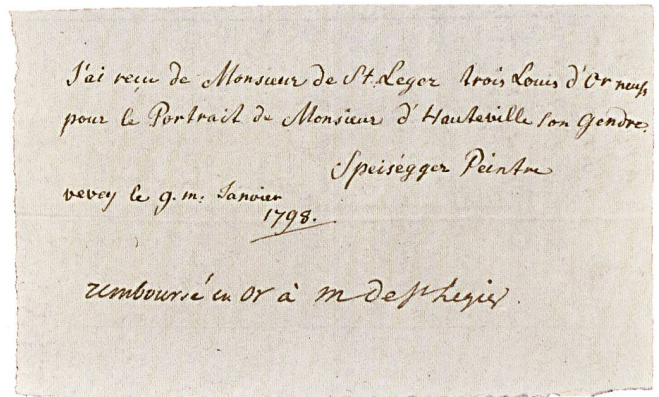 J'ai reçu de Monsieur de St. Leger trois Louis d'Or neufs
pour le Portrait de Monsieur d'Hauteville son Gendre.
Speisegger Peintre
vevey le 9.m: Janvier
1798.
remboursé en or à m de st legier.